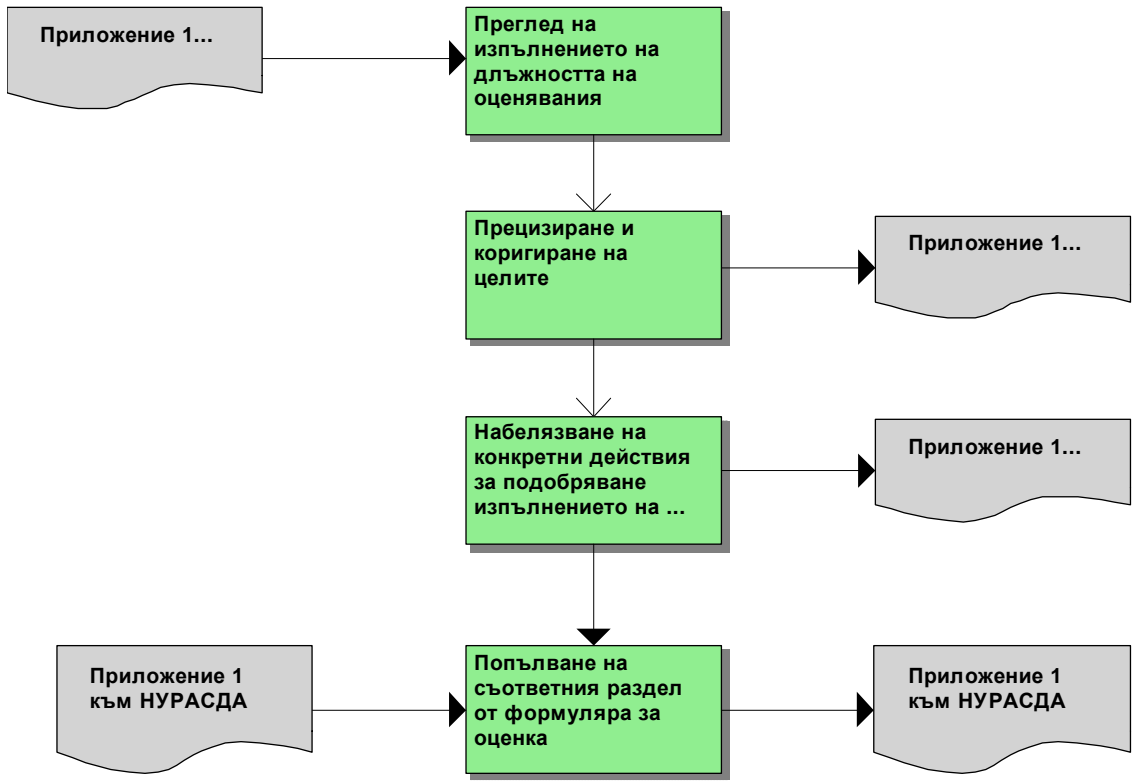 Приложение 1...
Преглед на
изпълнението на
длъжността на
оценявания
Прецизиране и
коригиране на
целите
Приложение 1...
Набелязване на
конкретни действия
за подобряване
изпълнението на ...
Приложение 1...
Приложение 1
към НУРАСДА
Попълване на
съответния раздел
от формуляра за
оценка
Приложение 1
към НУРАСДА